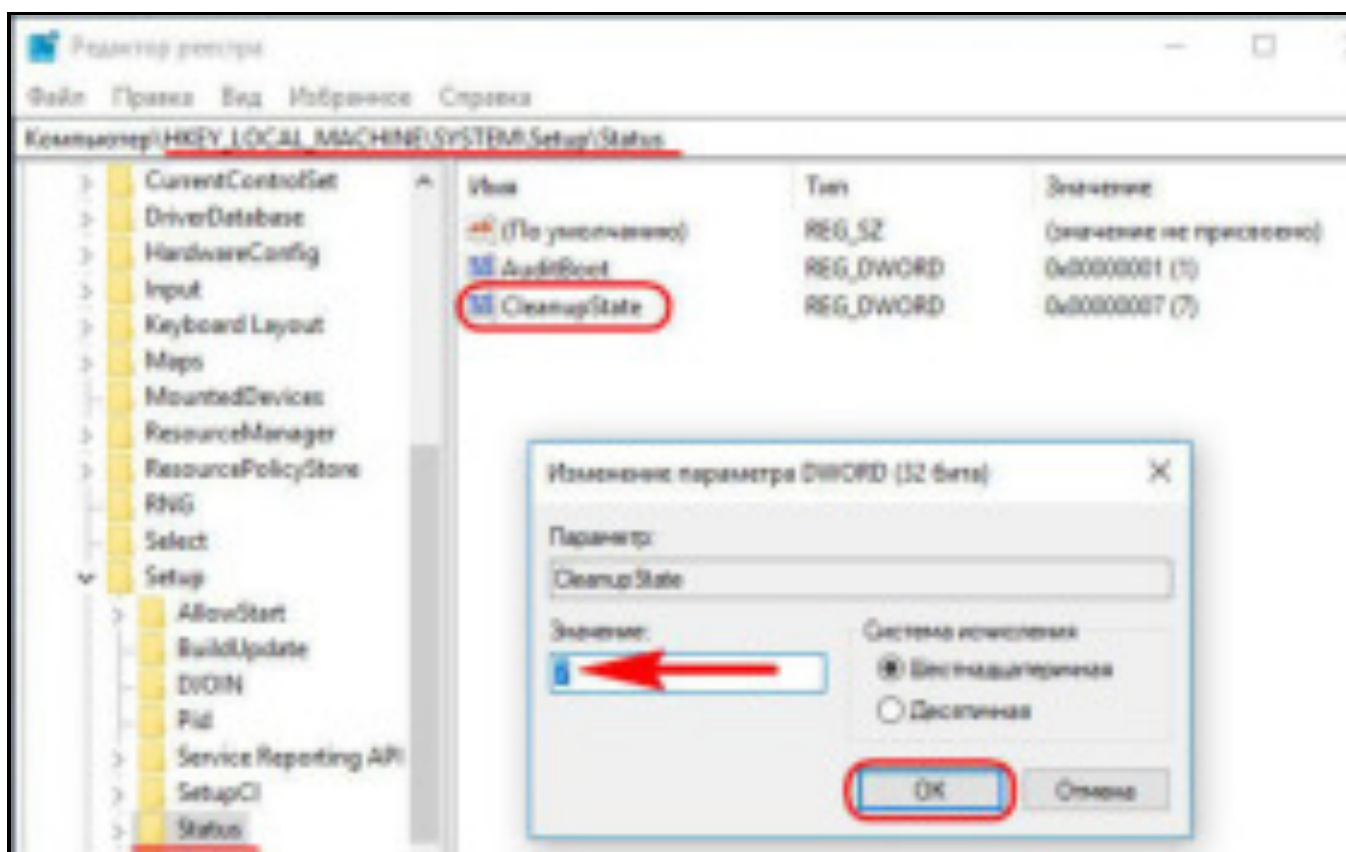 Редактор реестра
Файл Правка Вид Избранное Справка
Компьютер\HKEY_LOCAL_MACHINE\SYSTEM\Setup\Status
CurrentControlSet
DriverDatabase
HardwareConfig
Input
Keyboard Layout
Maps
MountedDevices
ResourceManager
ResourcePolicyStore
RNG
Select
Setup
AllowStart
BuildUpdate
DJOIN
Pid
Service Reporting API
SetupCl
Status
Имя Тип Значение
(По умолчанию) REG_SZ (значение не присвоено)
AuditBoot REG_DWORD 0x00000001 (1)
CleanupState REG_DWORD 0x00000007 (7)
Изменение параметра DWORD (32 бита)
Параметр:
CleanupState
Значение:
Система исчисления
Шестнадцатеричная
Десятичная
OK Отмена